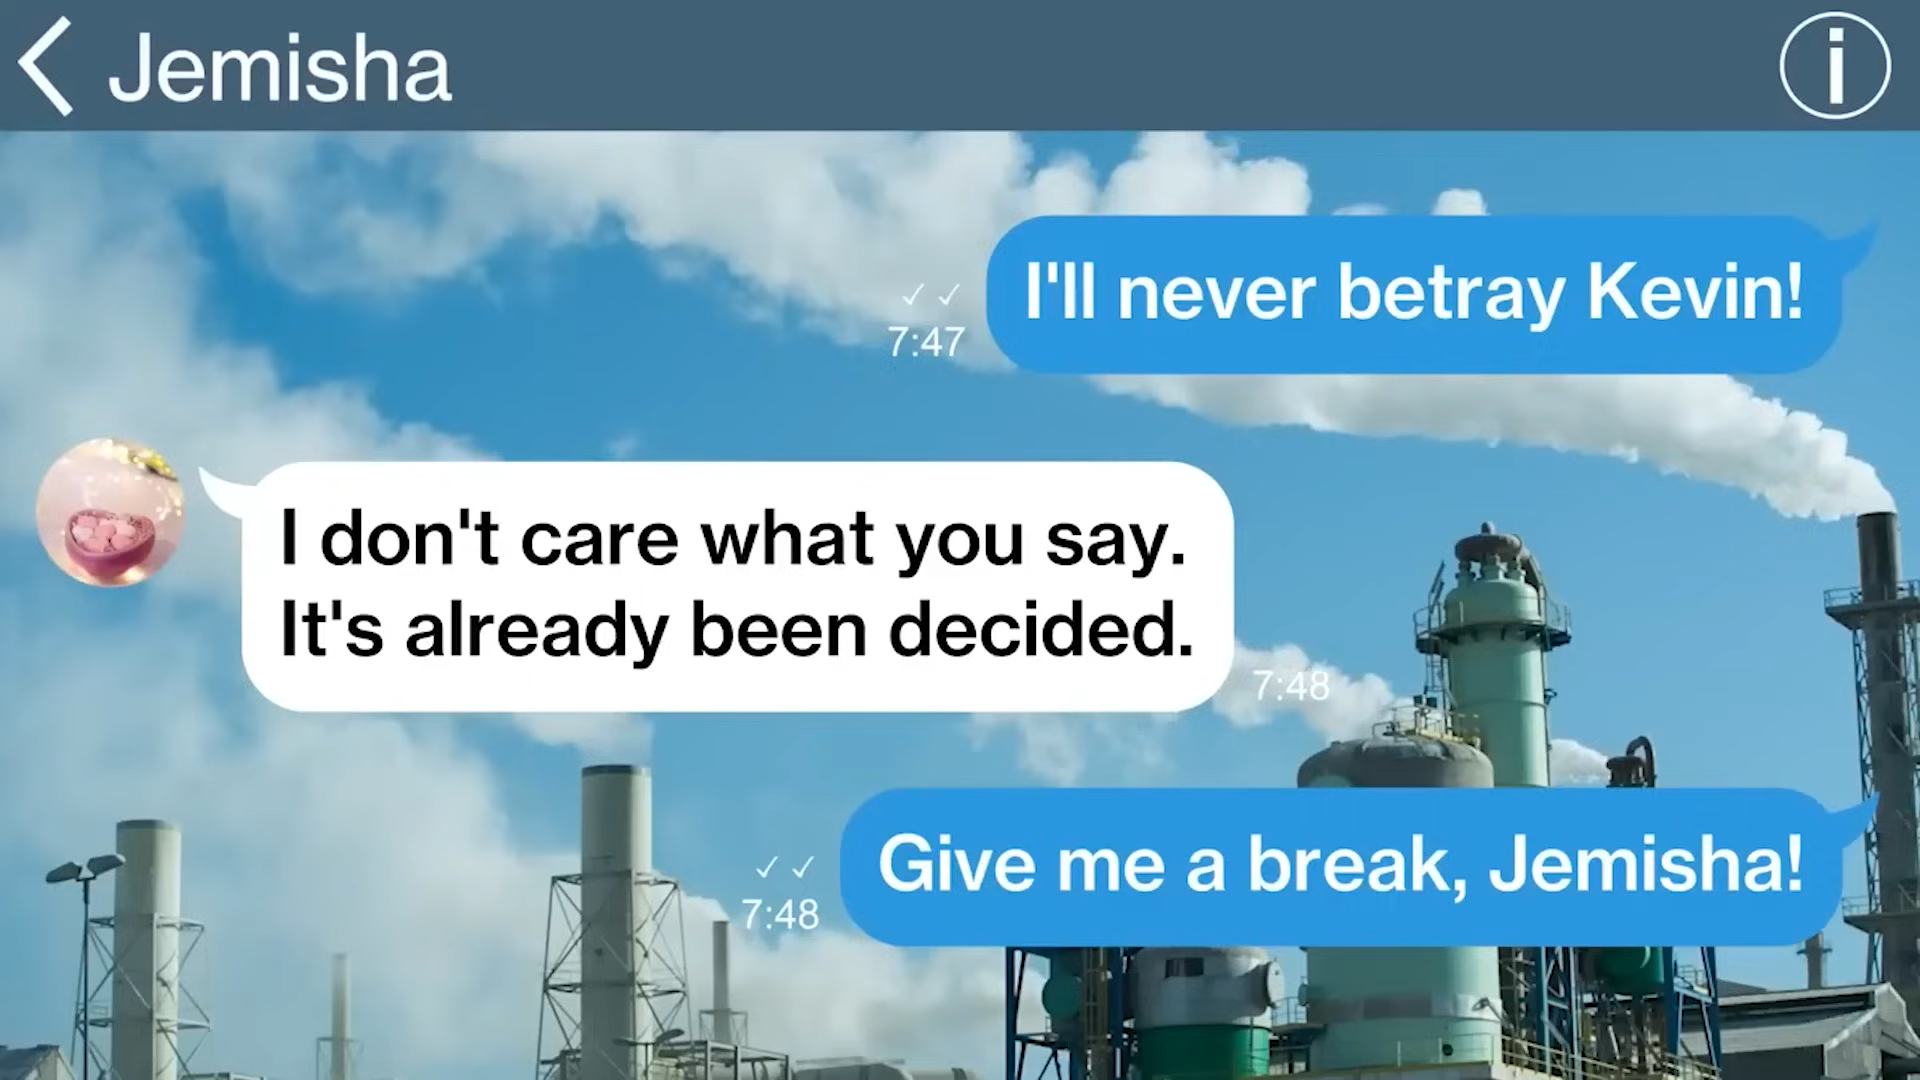 Jemisha
i
I'll never betray Kevin!
✓ ✓
7:47
I don't care what you say.
It's already been decided.
7:48
Give me a break, Jemisha!
✓ ✓
7:48